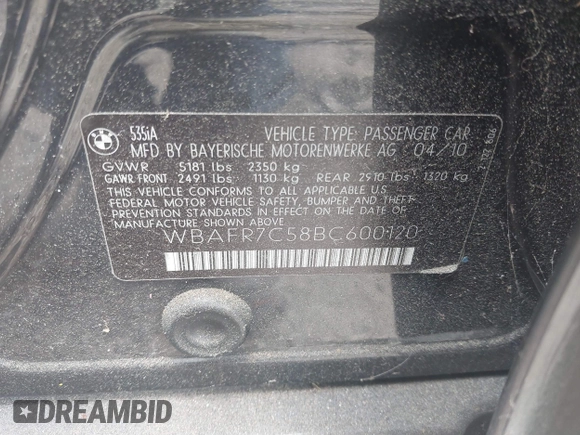 535iA VEHICLE TYPE: PASSENGER CAR
MFD BY BAYERISCHE MOTORENWERKE AG 04/10
GVWR 5181 lbs 2350 kg
GAWR: FRONT 2491 lbs 1130 kg REAR 2910 lbs 1320 kg
THIS VEHICLE CONFORMS TO ALL APPLICABLE
FEDERAL MOTOR VEHICLE SAFETY, BUMPER AND THEFT
PREVENTION STANDARDS IN EFFECT ON THE DATE OF
MANUFACTURE SHOWN ABOVE
WBAFR7C58BC600120
BMW
DREAMBID